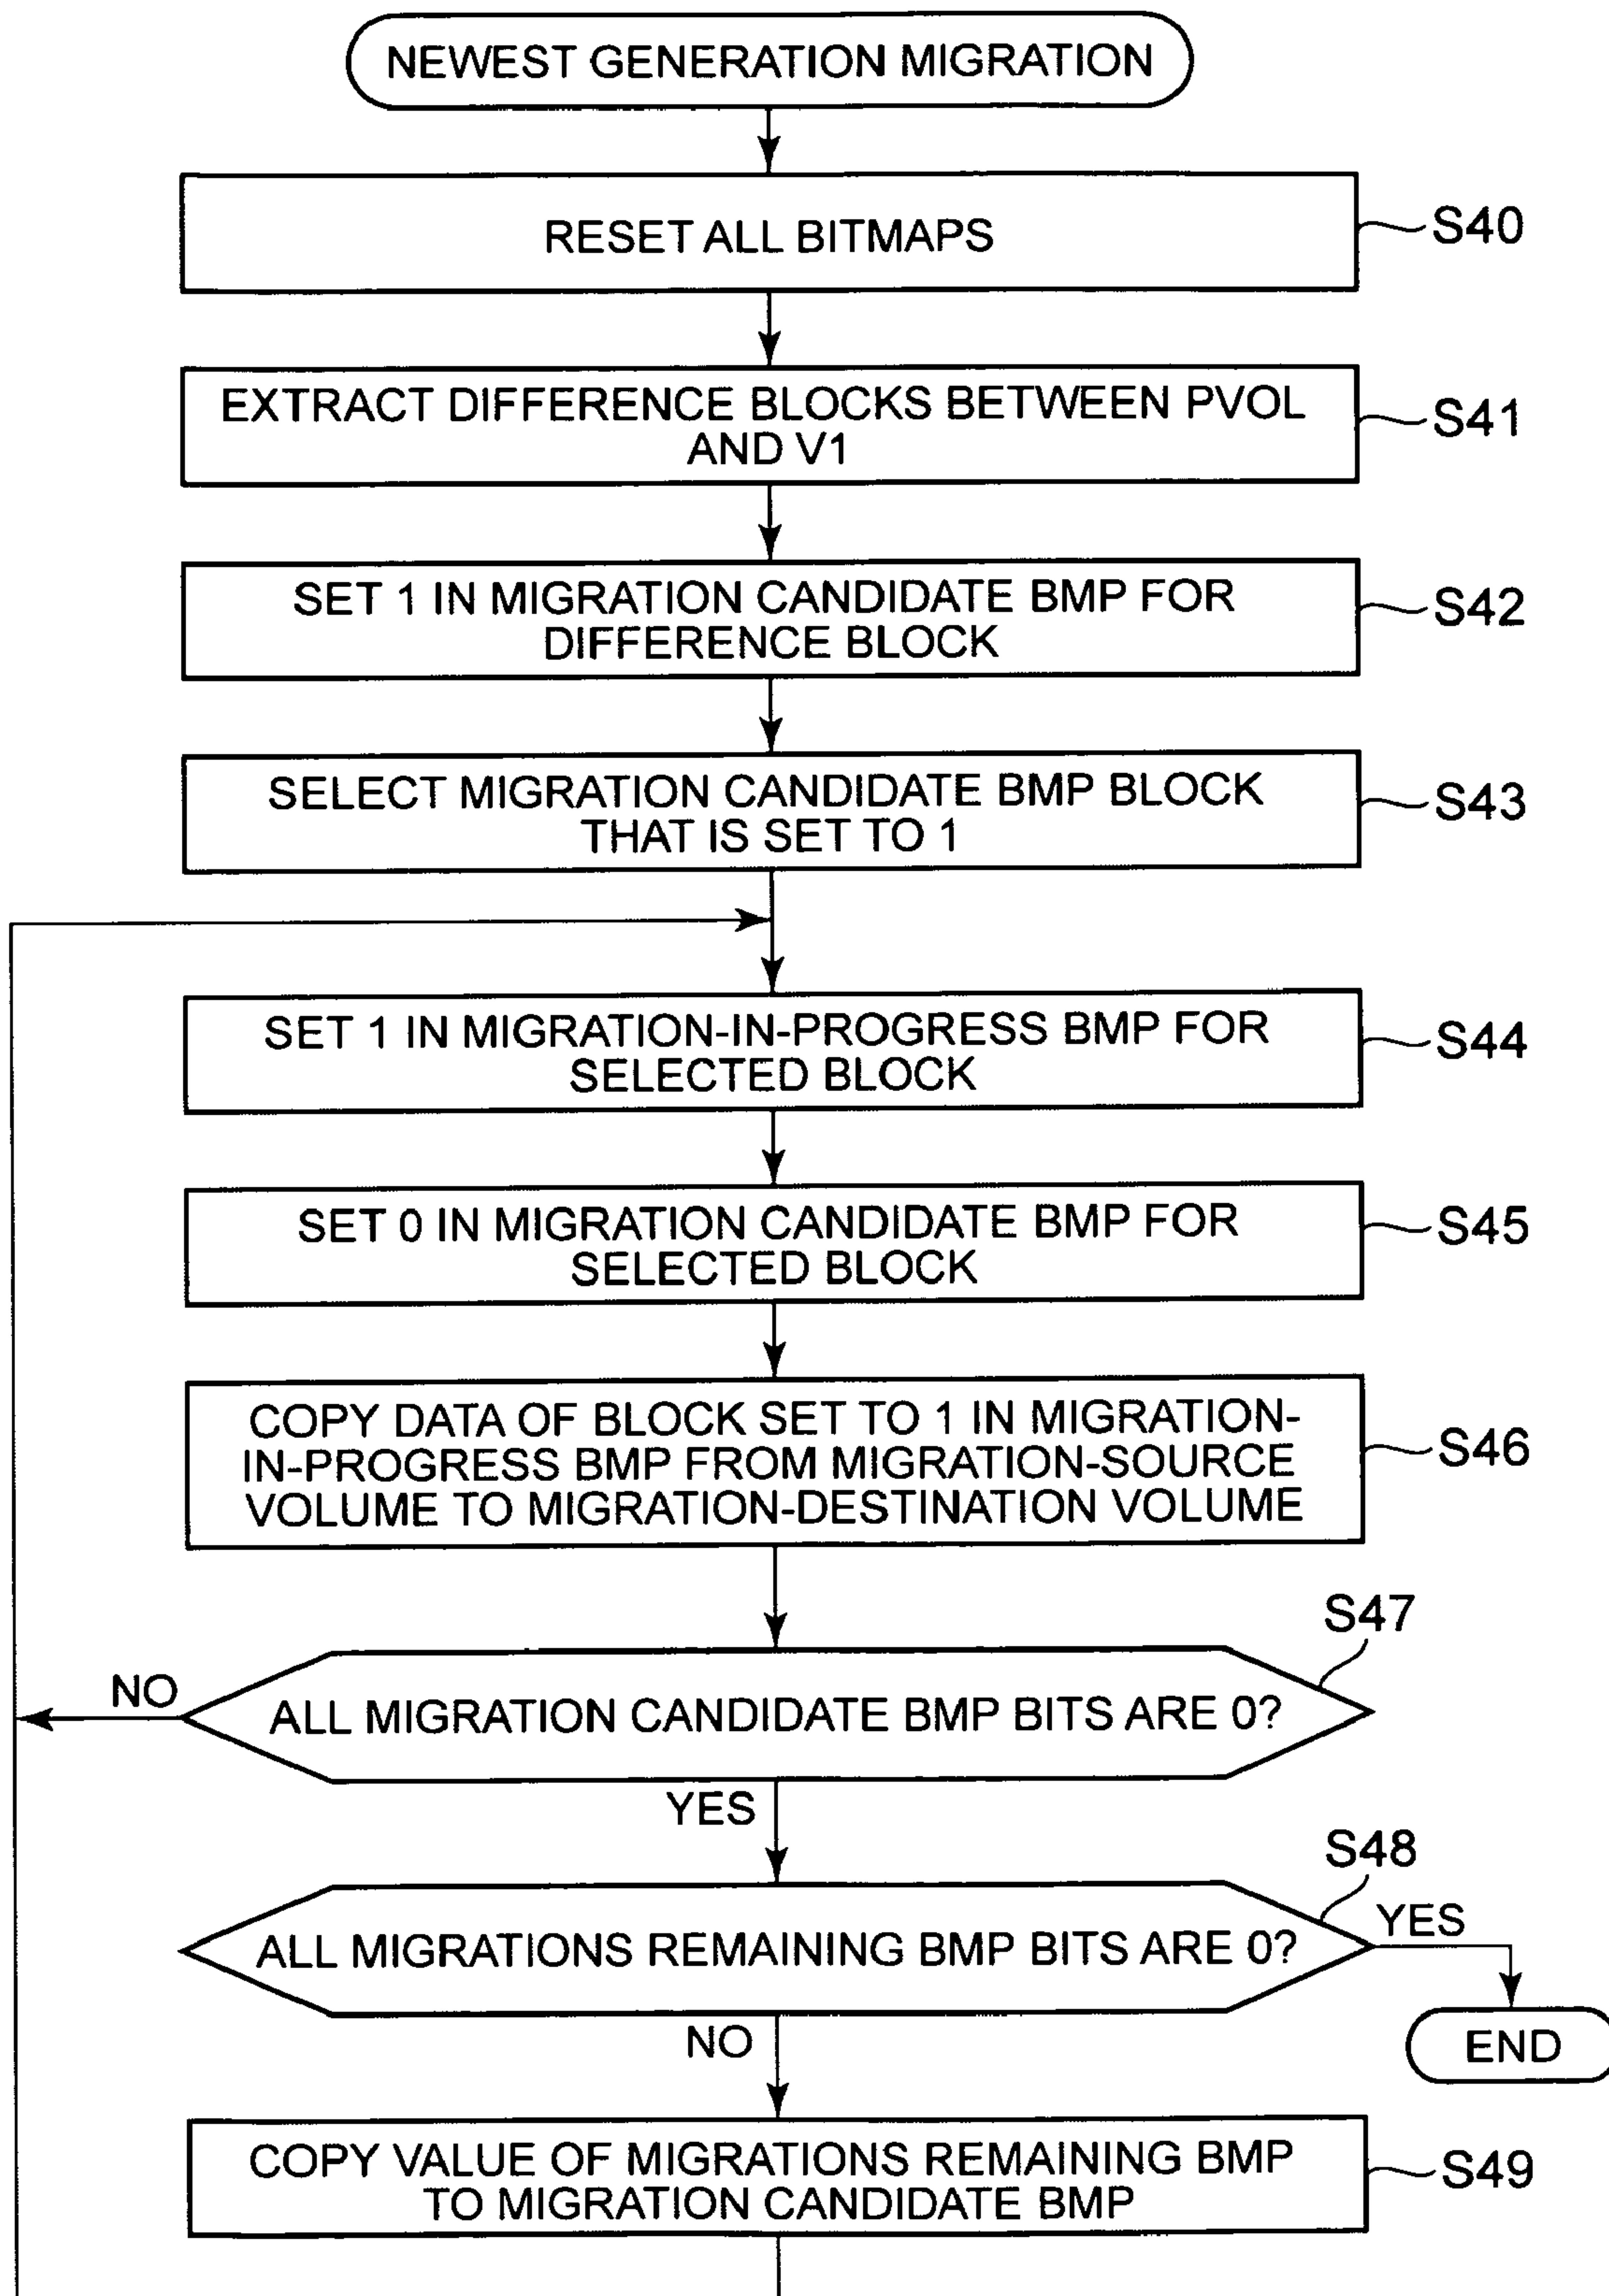 NEWEST GENERATION MIGRATION
RESET ALL BITMAPS
S40
EXTRACT DIFFERENCE BLOCKS BETWEEN PVOL
AND V1
S41
SET 1 IN MIGRATION CANDIDATE BMP FOR
DIFFERENCE BLOCK
S42
SELECT MIGRATION CANDIDATE BMP BLOCK
THAT IS SET TO 1
S43
SET 1 IN MIGRATION-IN-PROGRESS BMP FOR
SELECTED BLOCK
S44
SET 0 IN MIGRATION CANDIDATE BMP FOR
SELECTED BLOCK
S45
COPY DATA OF BLOCK SET TO 1 IN MIGRATION-
IN-PROGRESS BMP FROM MIGRATION-SOURCE
VOLUME TO MIGRATION-DESTINATION VOLUME
S46
S47
NO
ALL MIGRATION CANDIDATE BMP BITS ARE 0?
YES
S48
ALL MIGRATIONS REMAINING BMP BITS ARE 0?
YES
END
NO
COPY VALUE OF MIGRATIONS REMAINING BMP
TO MIGRATION CANDIDATE BMP
S49